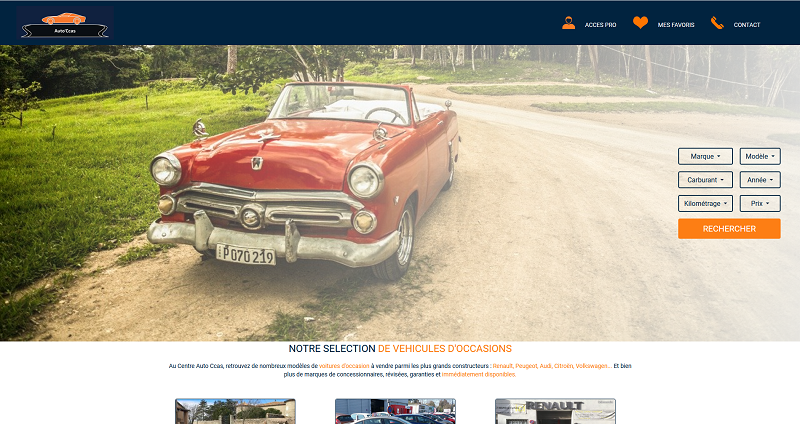 Auto'Ccas
ACCES PRO
MES FAVORIS
CONTACT
Marque
Modèle
Carburant
Année
Kilométrage
Prix
RECHERCHER
P 070 219
NOTRE SELECTION DE VEHICULES D'OCCASIONS
Au Centre Auto Ccas, retrouvez de nombreux modèles de voitures d'occasion à vendre parmi les plus grands constructeurs : Renault, Peugeot, Audi, Citroën, Volkswagen... Et bien
plus de marques de concessionnaires, révisées, garanties et immédiatement disponibles.
RENAULT